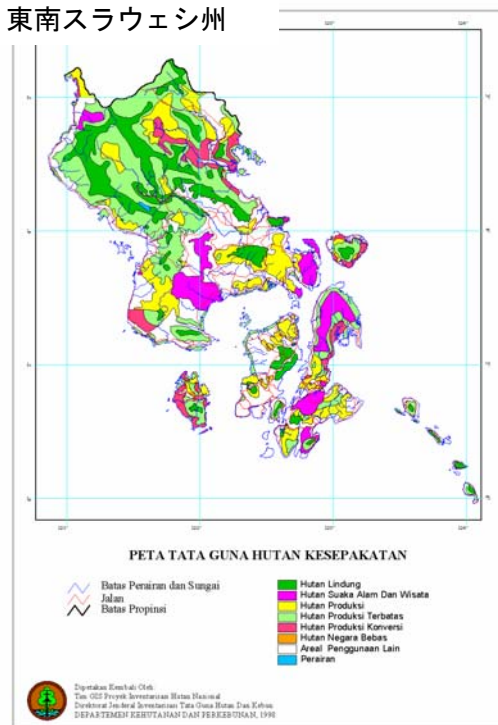 東南スラウェシ州
PETA TATA GUNA HUTAN KESEPAKATAN
Batas Perairan dan Sungai
Jalan
Batas Propinsi
Hutan Lindung
Hutan Suaka Alam Dan Wisata
Hutan Produksi
Hutan Produksi Terbatas
Hutan Produksi Konversi
Hutan Negara Bebas
Areal Penggunaan Lain
Perairan
Dipetakan Kembali Oleh
Tim GIS Proyek Inventarisasi Hutan Nasional
Direktorat Jenderal Inventarisasi Tata Guna Hutan Dan Kebun
DEPARTEMEN KEHUTANAN DAN PERKEBUNAN, 1998